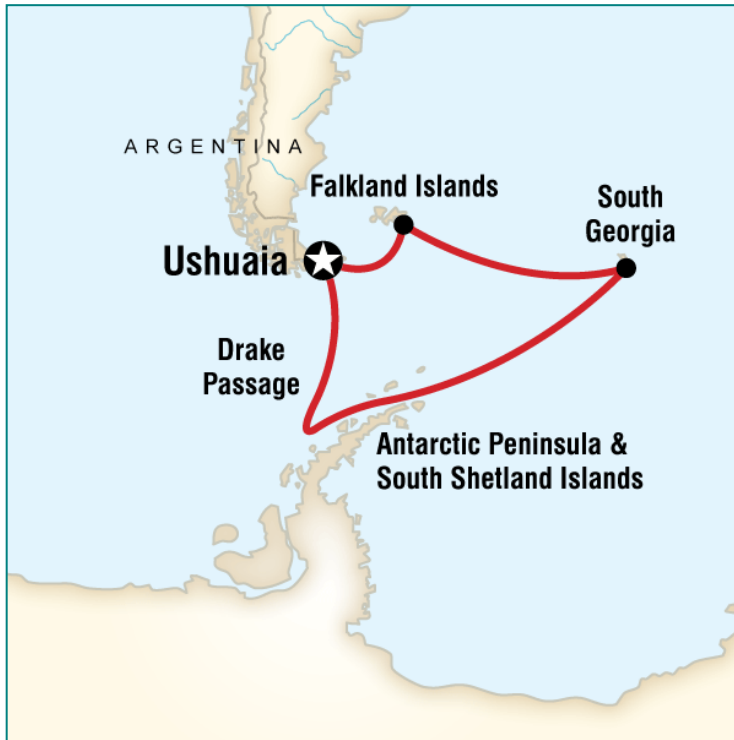 ARGENTINA
Falkland Islands
South
Georgia
Ushuaia
Drake
Passage
Antarctic Peninsula &
South Shetland Islands